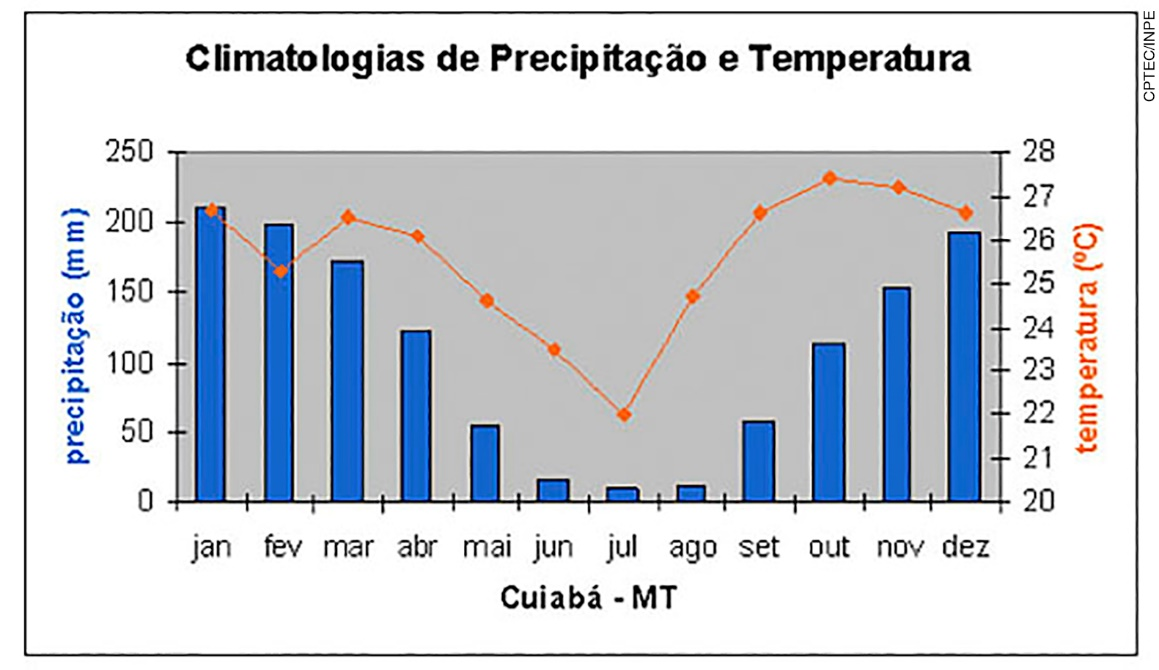 CPTEC/INPE
Climatologias de Precipitação e Temperatura
precipitação (mm)
250
200
150
100
50
0
28
27
26
25
24
23
22
21
20
temperatura (ºC)
jan fev mar abr mai jun jul ago set out nov dez
Cuiabá - MT